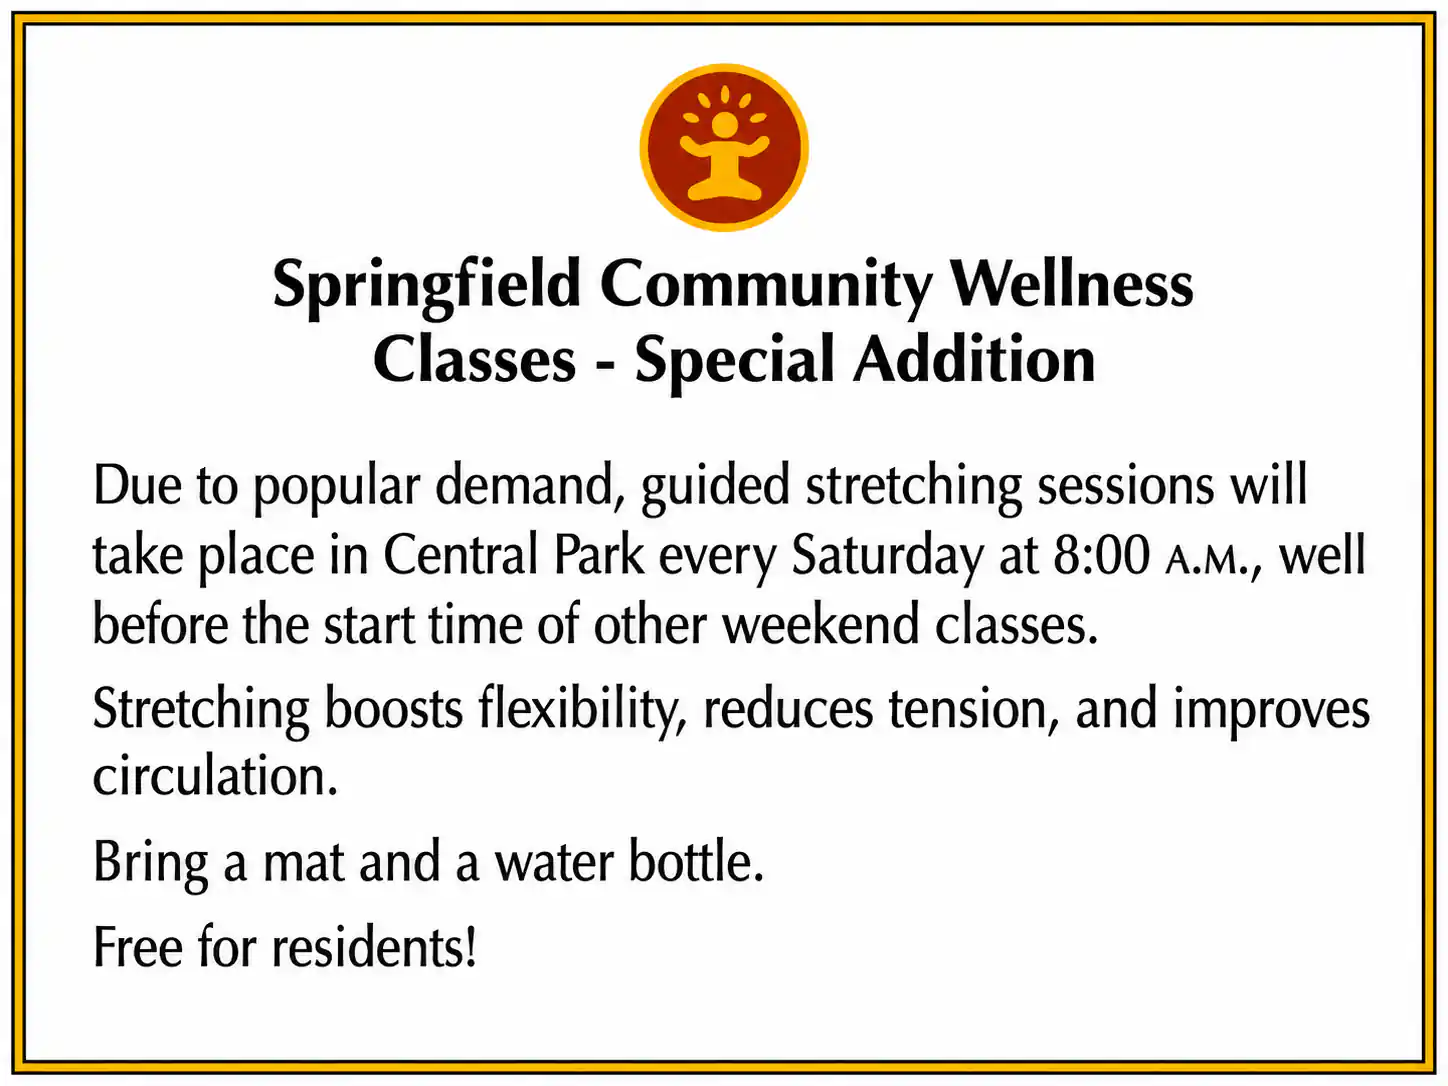 Springfield Community Wellness
Classes - Special Addition
Due to popular demand, guided stretching sessions will
take place in Central Park every Saturday at 8:00 A.M., well
before the start time of other weekend classes.
Stretching boosts flexibility, reduces tension, and improves
circulation.
Bring a mat and a water bottle.
Free for residents!